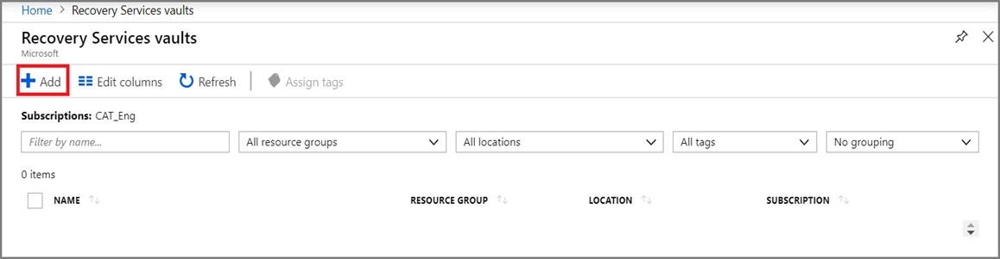 Home > Recovery Services vaults
Recovery Services vaults
Microsoft
Add Edit columns Refresh Assign tags
Subscriptions: CAT_Eng
Filter by name... All resource groups All locations All tags No grouping
0 items
NAME RESOURCE GROUP LOCATION SUBSCRIPTION